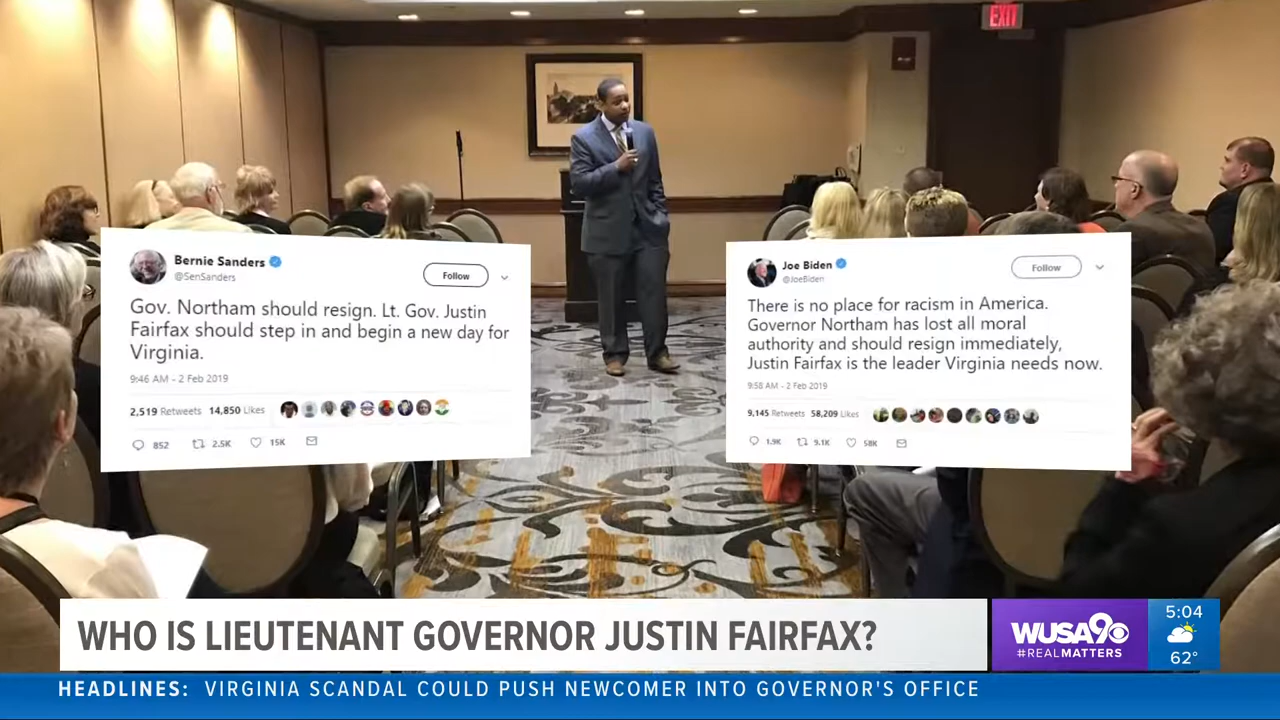 EXIT
Bernie Sanders
@SenSanders
Follow
Gov. Northam should resign. Lt. Gov. Justin
Fairfax should step in and begin a new day for
Virginia.
9:46 AM - 2 Feb 2019
2,519 Retweets 14,850 Likes
852 2.5K 15K
Joe Biden
@JoeBiden
Follow
There is no place for racism in America.
Governor Northam has lost all moral
authority and should resign immediately,
Justin Fairfax is the leader Virginia needs now.
9:58 AM - 2 Feb 2019
9,145 Retweets 58,209 Likes
1.9K 9.1K 58K
WHO IS LIEUTENANT GOVERNOR JUSTIN FAIRFAX?
WUSA9
#REALMATTERS
5:04
62°
HEADLINES: VIRGINIA SCANDAL COULD PUSH NEWCOMER INTO GOVERNOR'S OFFICE